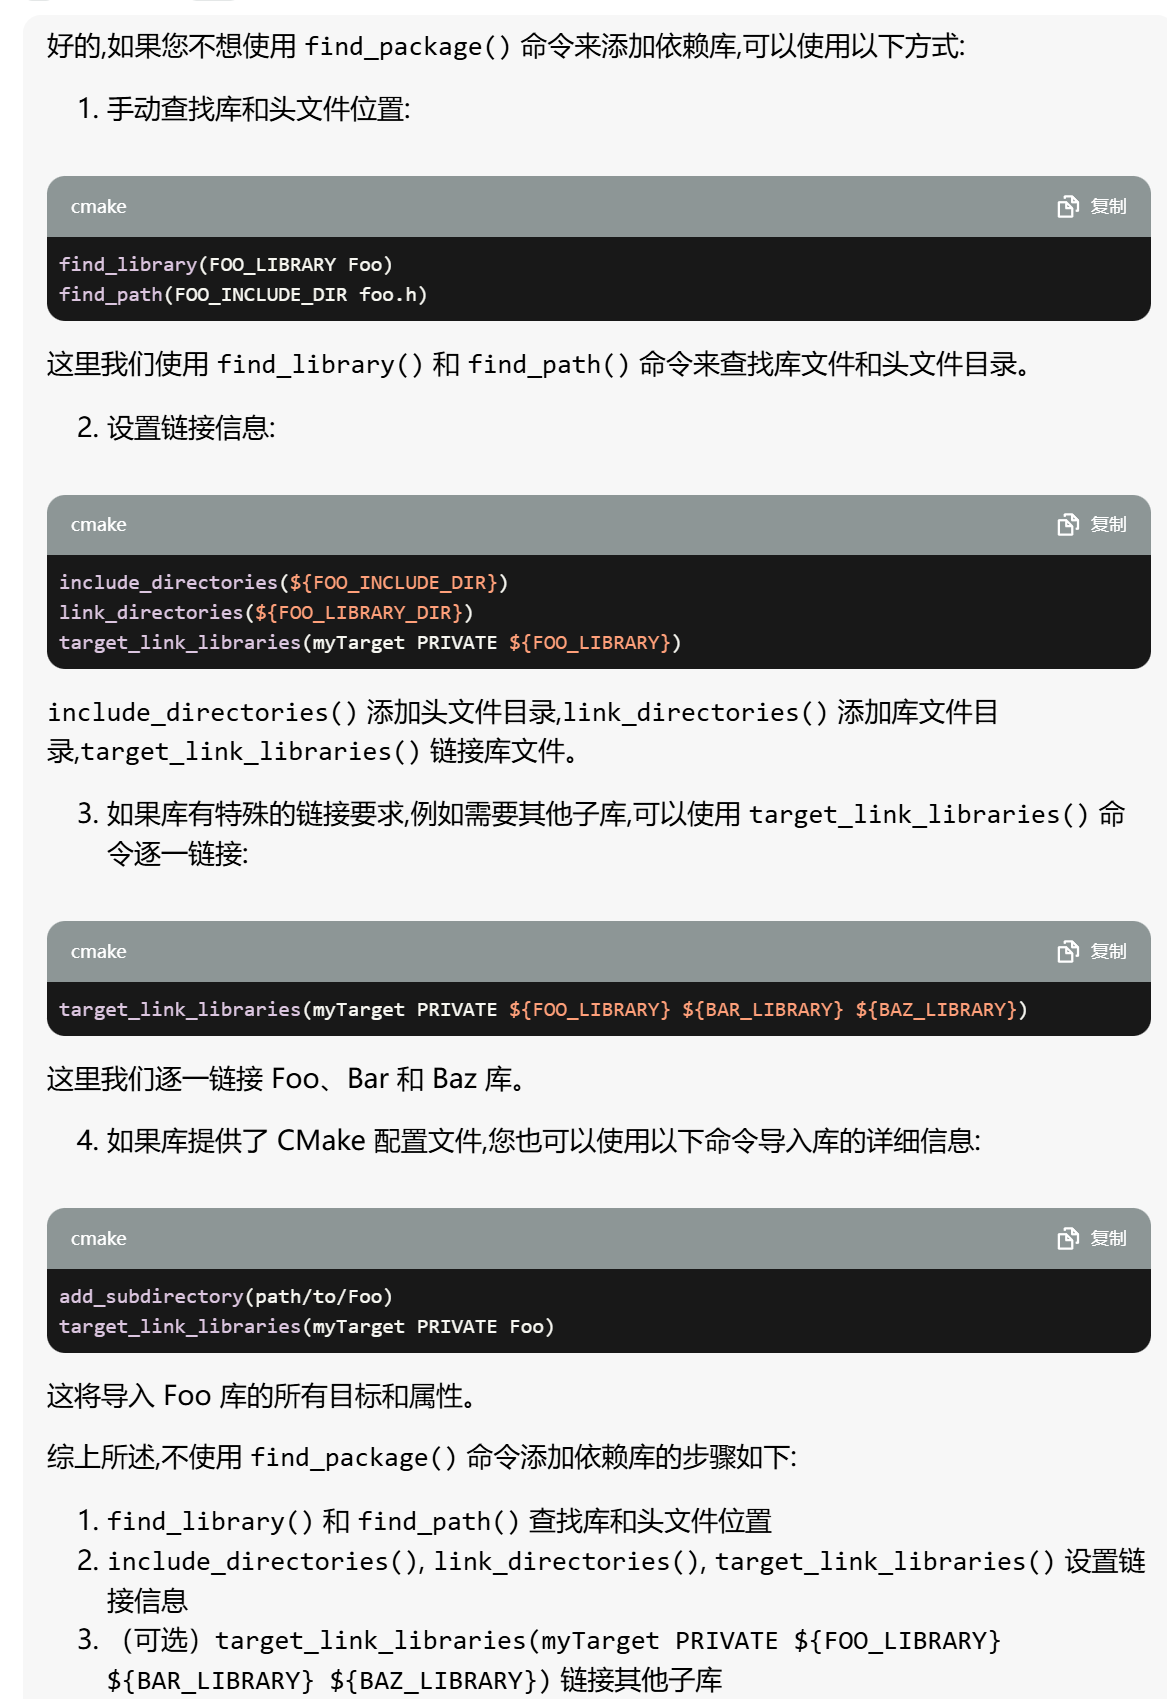 好的,如果您不想使用 find_package() 命令来添加依赖库,可以使用以下方式:
1. 手动查找库和头文件位置:
cmake 复制
find_library(FOO_LIBRARY Foo)
find_path(FOO_INCLUDE_DIR foo.h)
这里我们使用 find_library() 和 find_path() 命令来查找库文件和头文件目录。
2. 设置链接信息:
cmake 复制
include_directories(${FOO_INCLUDE_DIR})
link_directories(${FOO_LIBRARY_DIR})
target_link_libraries(myTarget PRIVATE ${FOO_LIBRARY})
include_directories() 添加头文件目录,link_directories() 添加库文件目
录,target_link_libraries() 链接库文件。
3. 如果库有特殊的链接要求,例如需要其他子库,可以使用 target_link_libraries() 命
令逐一链接:
cmake 复制
target_link_libraries(myTarget PRIVATE ${FOO_LIBRARY} ${BAR_LIBRARY} ${BAZ_LIBRARY})
这里我们逐一链接 Foo、Bar 和 Baz 库。
4. 如果库提供了 CMake 配置文件,您也可以使用以下命令导入库的详细信息:
cmake 复制
add_subdirectory(path/to/Foo)
target_link_libraries(myTarget PRIVATE Foo)
这将导入 Foo 库的所有目标和属性。
综上所述,不使用 find_package() 命令添加依赖库的步骤如下:
1. find_library() 和 find_path() 查找库和头文件位置
2. include_directories(), link_directories(), target_link_libraries() 设置链
接信息
3. （可选）target_link_libraries(myTarget PRIVATE ${FOO_LIBRARY}
${BAR_LIBRARY} ${BAZ_LIBRARY}) 链接其他子库